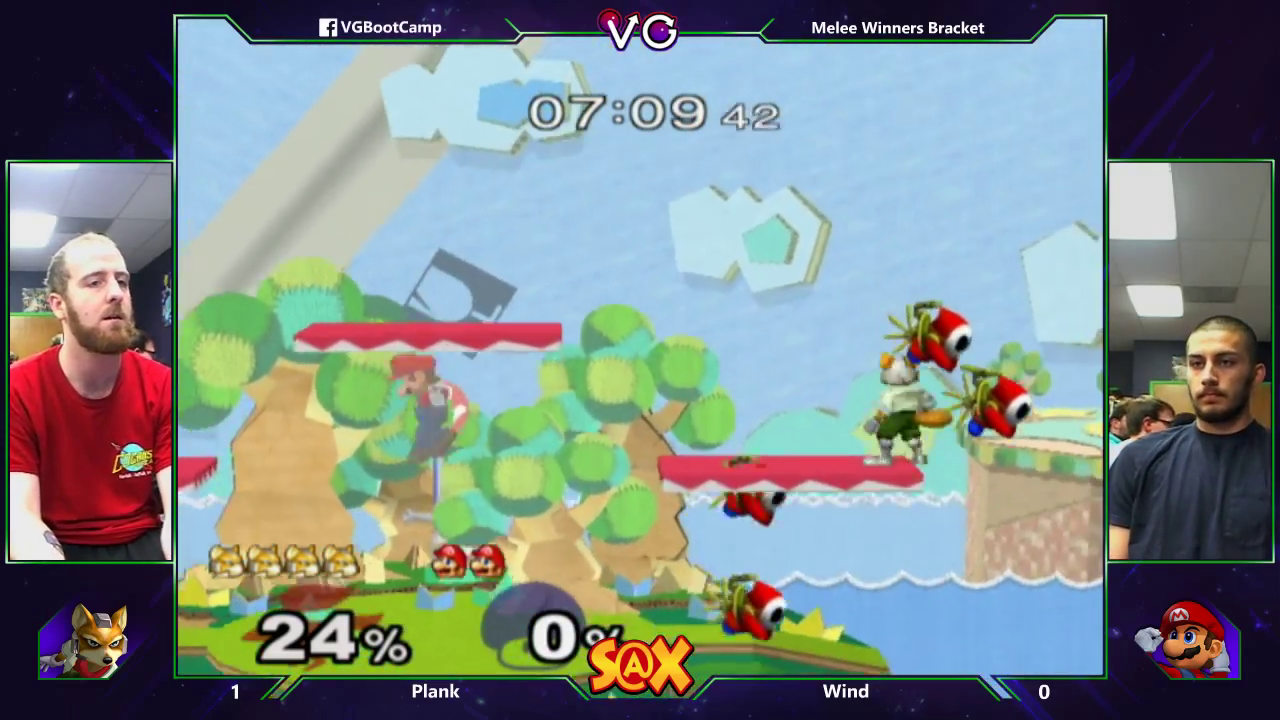 VGBootCamp
VG
Melee Winners Bracket
07:09 42
24%
0%
S@X
1
Plank
Wind
0